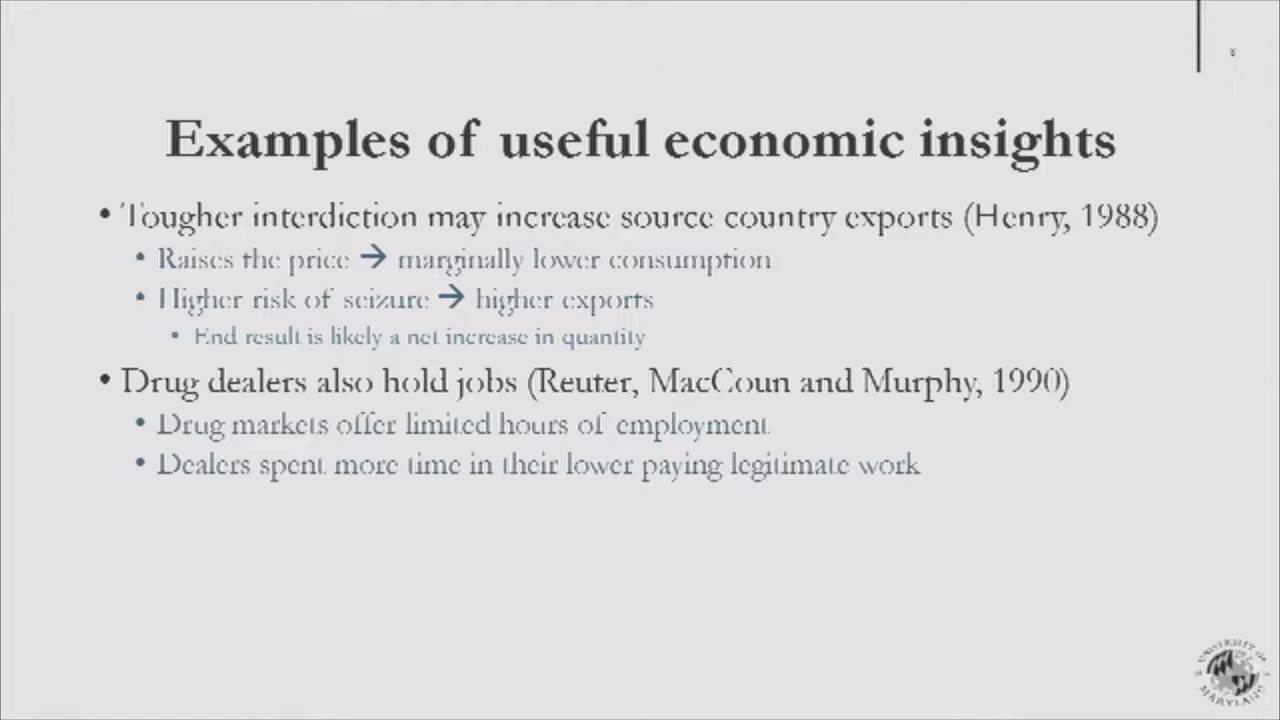 Examples of useful economic insights
• Tougher interdiction may increase source country exports (Henry, 1988)
• Raises the price → marginally lower consumption
• Higher risk of seizure → higher exports
• End result is likely a net increase in quantity
• Drug dealers also hold jobs (Reuter, MacCoun and Murphy, 1990)
• Drug markets offer limited hours of employment
• Dealers spent more time in their lower paying legitimate work
UNIVERSITY OF
MARYLAND